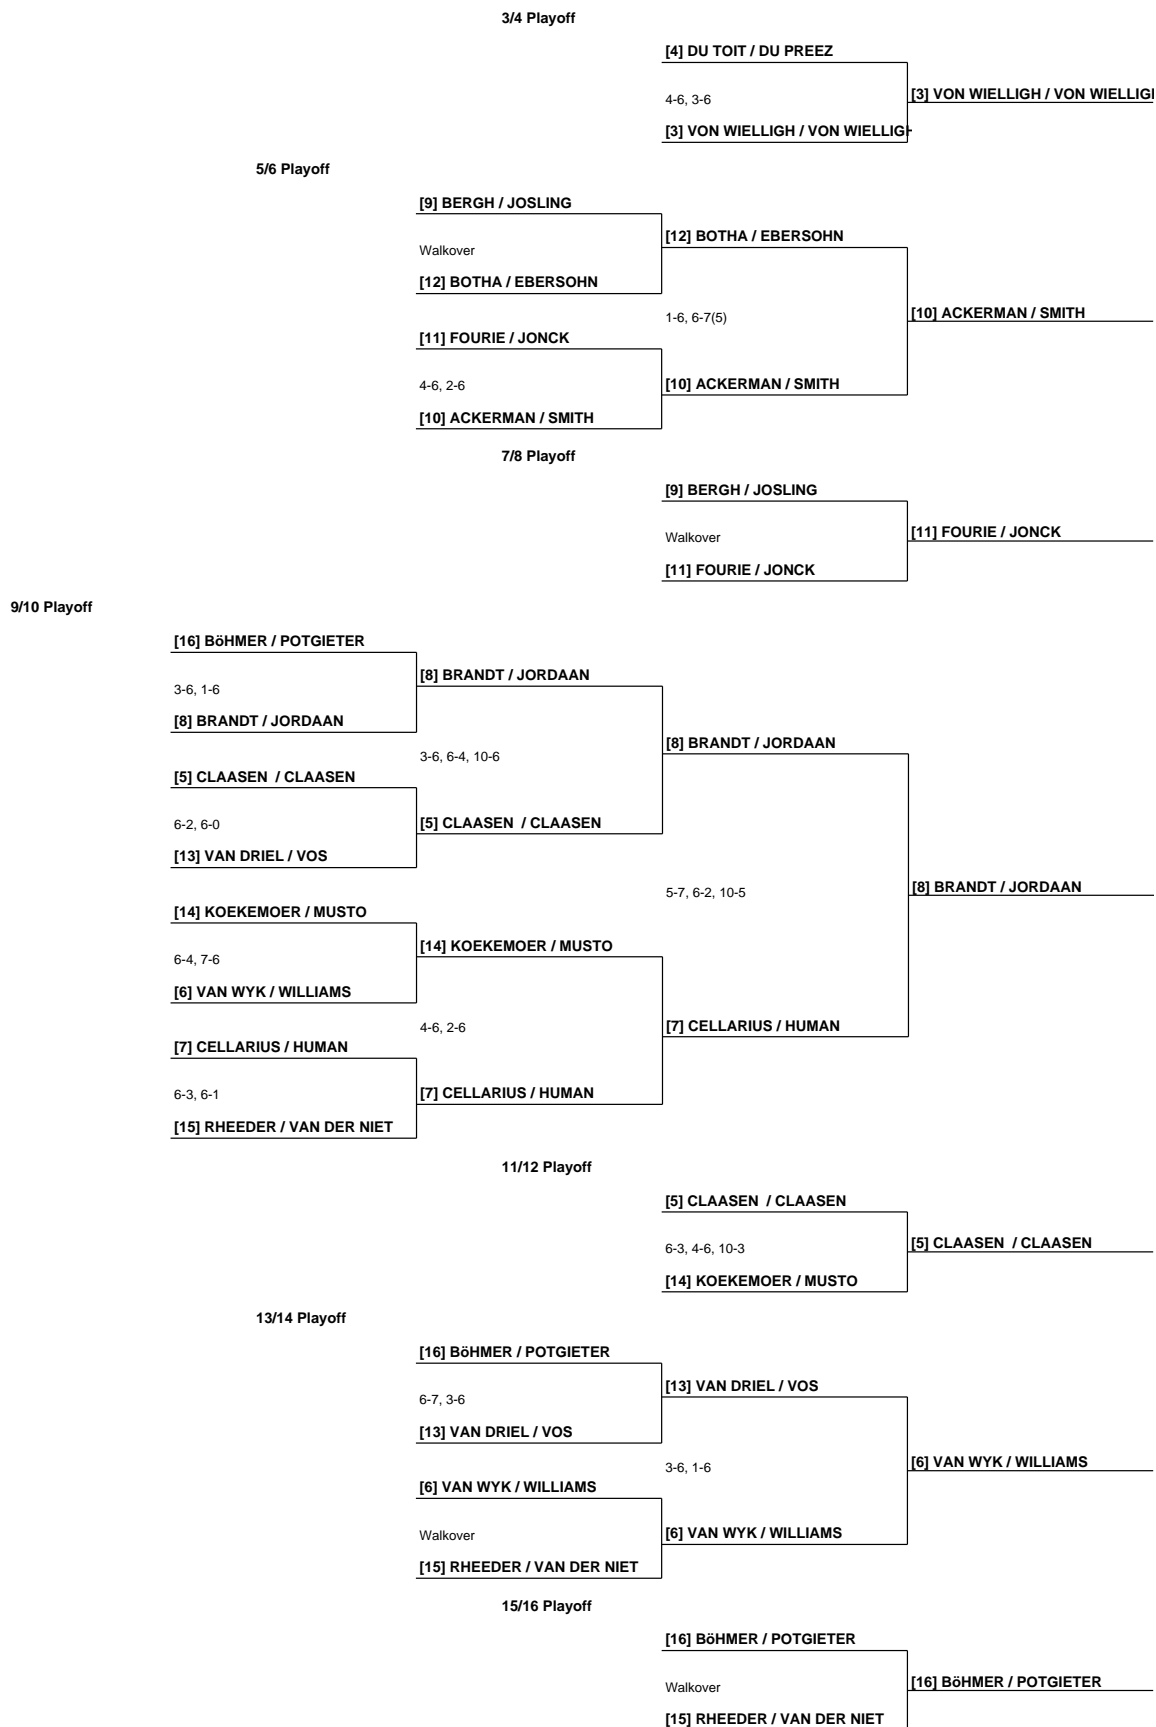 3/4 Playoff
[4] DU TOIT / DU PREEZ
4-6, 3-6
[3] VON WIELLIGH / VON WIELLIGH
[3] VON WIELLIGH / VON WIELLIGH
5/6 Playoff
[9] BERGH / JOSLING
Walkover
[12] BOTHA / EBERSOHN
[12] BOTHA / EBERSOHN
1-6, 6-7(5)
[10] ACKERMAN / SMITH
[11] FOURIE / JONCK
4-6, 2-6
[10] ACKERMAN / SMITH
[10] ACKERMAN / SMITH
7/8 Playoff
[9] BERGH / JOSLING
Walkover
[11] FOURIE / JONCK
[11] FOURIE / JONCK
9/10 Playoff
[16] BöHMER / POTGIETER
3-6, 1-6
[8] BRANDT / JORDAAN
[8] BRANDT / JORDAAN
3-6, 6-4, 10-6
[8] BRANDT / JORDAAN
[5] CLAASEN  / CLAASEN
6-2, 6-0
[5] CLAASEN  / CLAASEN
[13] VAN DRIEL / VOS
5-7, 6-2, 10-5
[8] BRANDT / JORDAAN
[14] KOEKEMOER / MUSTO
6-4, 7-6
[14] KOEKEMOER / MUSTO
[6] VAN WYK / WILLIAMS
4-6, 2-6
[7] CELLARIUS / HUMAN
[7] CELLARIUS / HUMAN
6-3, 6-1
[7] CELLARIUS / HUMAN
[15] RHEEDER / VAN DER NIET
11/12 Playoff
[5] CLAASEN  / CLAASEN
6-3, 4-6, 10-3
[5] CLAASEN  / CLAASEN
[14] KOEKEMOER / MUSTO
13/14 Playoff
[16] BöHMER / POTGIETER
6-7, 3-6
[13] VAN DRIEL / VOS
[13] VAN DRIEL / VOS
3-6, 1-6
[6] VAN WYK / WILLIAMS
[6] VAN WYK / WILLIAMS
Walkover
[6] VAN WYK / WILLIAMS
[15] RHEEDER / VAN DER NIET
15/16 Playoff
[16] BöHMER / POTGIETER
Walkover
[16] BöHMER / POTGIETER
[15] RHEEDER / VAN DER NIET